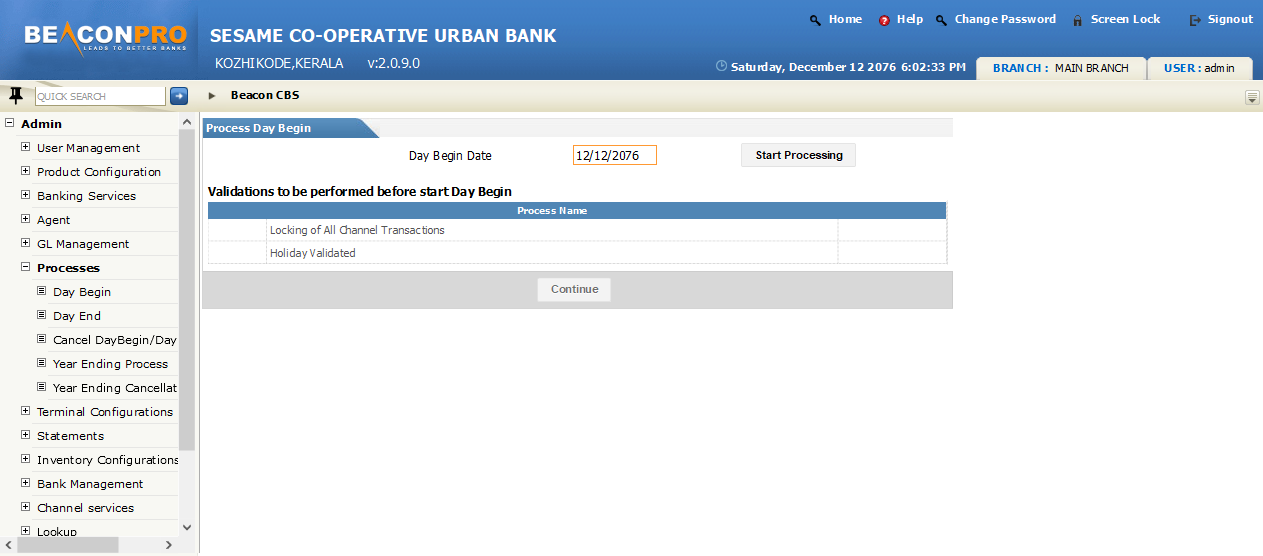 BEACONPRO
LEADS TO BETTER BANKS
SESAME CO-OPERATIVE URBAN BANK
KOZHIKODE,KERALA v:2.0.9.0
Home Help Change Password Screen Lock Signout
Saturday, December 12 2076 6:02:33 PM BRANCH : MAIN BRANCH USER : admin
QUICK SEARCH
Beacon CBS
Admin
User Management
Product Configuration
Banking Services
Agent
GL Management
Processes
Day Begin
Day End
Cancel DayBegin/Day
Year Ending Process
Year Ending Cancellat
Terminal Configurations
Statements
Inventory Configurations
Bank Management
Channel services
Lookup
Process Day Begin
Day Begin Date 12/12/2076 Start Processing
Validations to be performed before start Day Begin
Process Name
Locking of All Channel Transactions
Holiday Validated
Continue